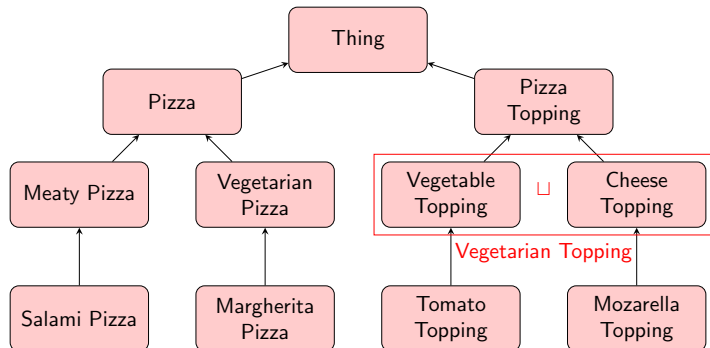 Thing
Pizza
Pizza
Topping
Meaty Pizza
Vegetarian
Pizza
Vegetable
Topping
⊔
Cheese
Topping
Vegetarian Topping
Salami Pizza
Margherita
Pizza
Tomato
Topping
Mozarella
Topping